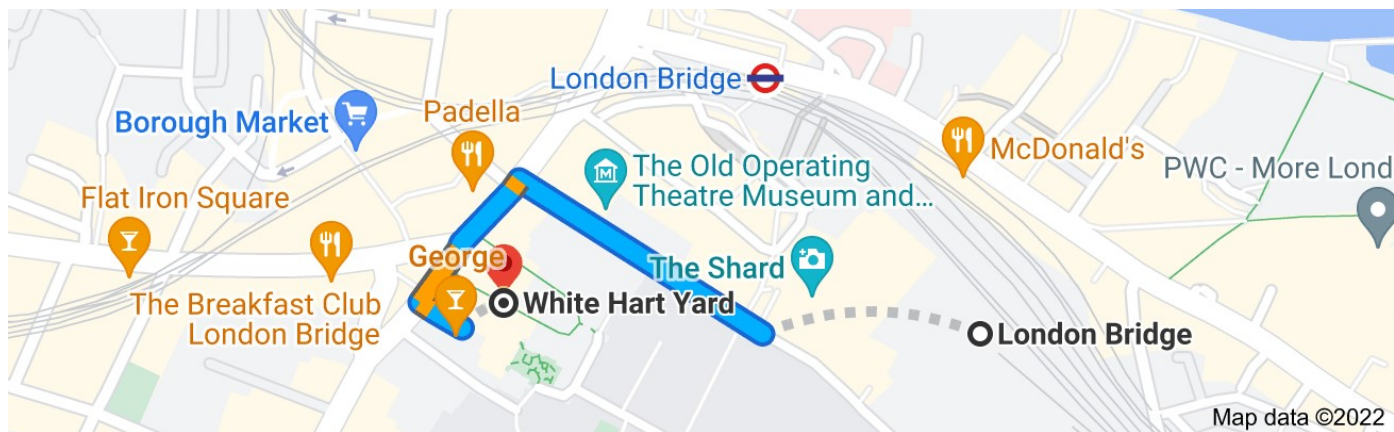 London Bridge
Padella
Borough Market
McDonald's
The Old Operating
Theatre Museum and...
PWC - More Lond
Flat Iron Square
George
The Shard
White Hart Yard
The Breakfast Club
London Bridge
London Bridge
Map data ©2022